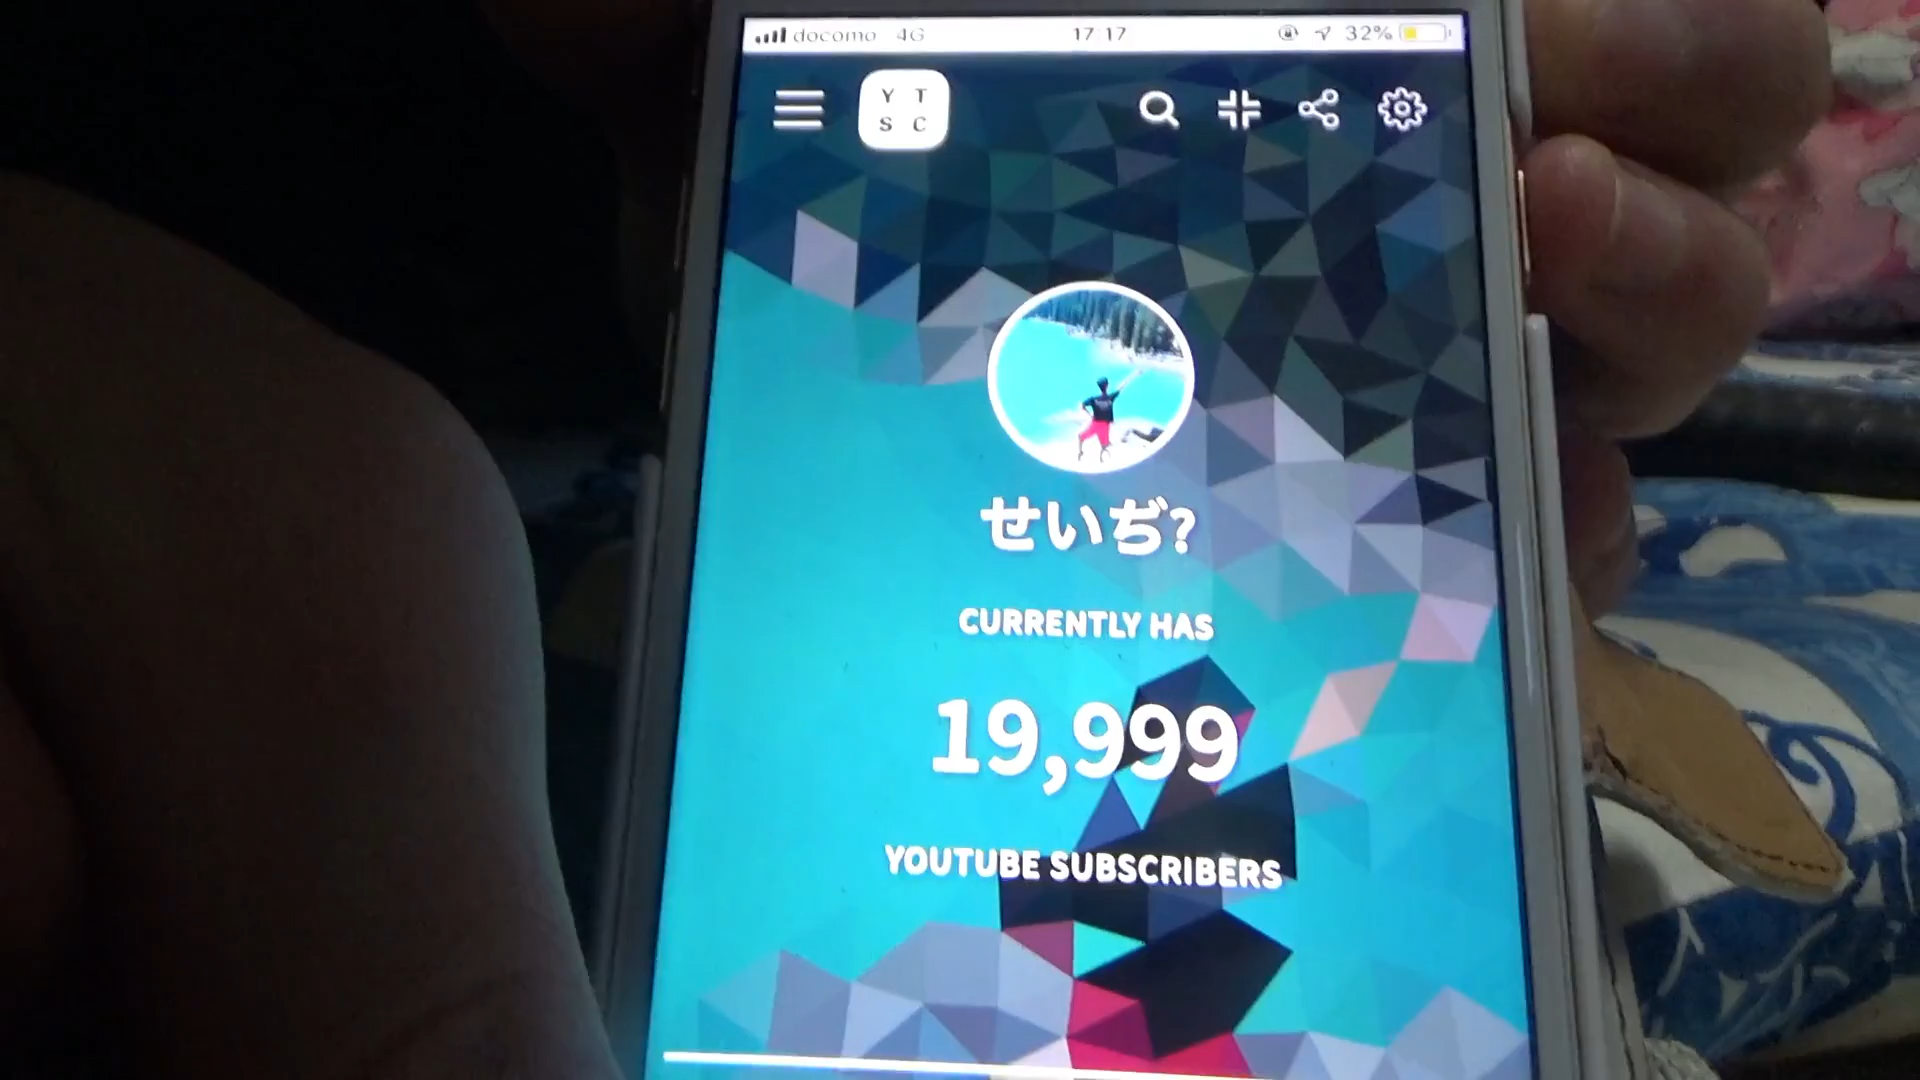 docomo 4G 17:17 32%
Y T
S C
せいぢ?
CURRENTLY HAS
19,999
YOUTUBE SUBSCRIBERS